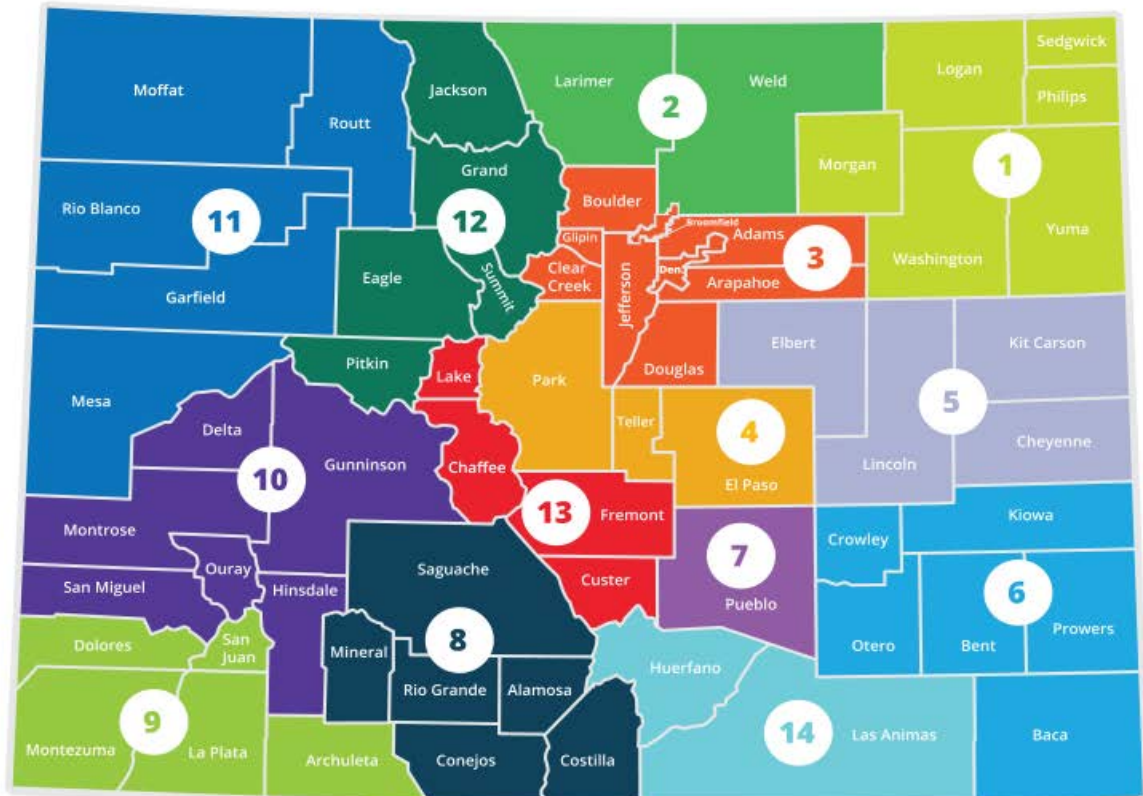 Moffat
Routt
Jackson
Larimer
Weld
2
Logan
Sedgwick
Philips
Morgan
1
Yuma
Washington
Rio Blanco
11
Garfield
Grand
12
Eagle
Summit
Boulder
Glipin
Clear
Creek
Jefferson
Broomfield
Adams
3
Den.
Arapahoe
Douglas
Elbert
Kit Carson
5
Cheyenne
Lincoln
Mesa
Pitkin
Lake
Park
Teller
4
El Paso
Delta
Gunninson
10
Chaffee
13
Fremont
Custer
Montrose
Ouray
San Miguel
Hinsdale
Saguache
8
Mineral
Rio Grande
Alamosa
Conejos
Costilla
7
Pueblo
Crowley
Kiowa
6
Otero
Bent
Prowers
Baca
Dolores
San
Juan
9
Montezuma
La Plata
Archuleta
Huerfano
14
Las Animas